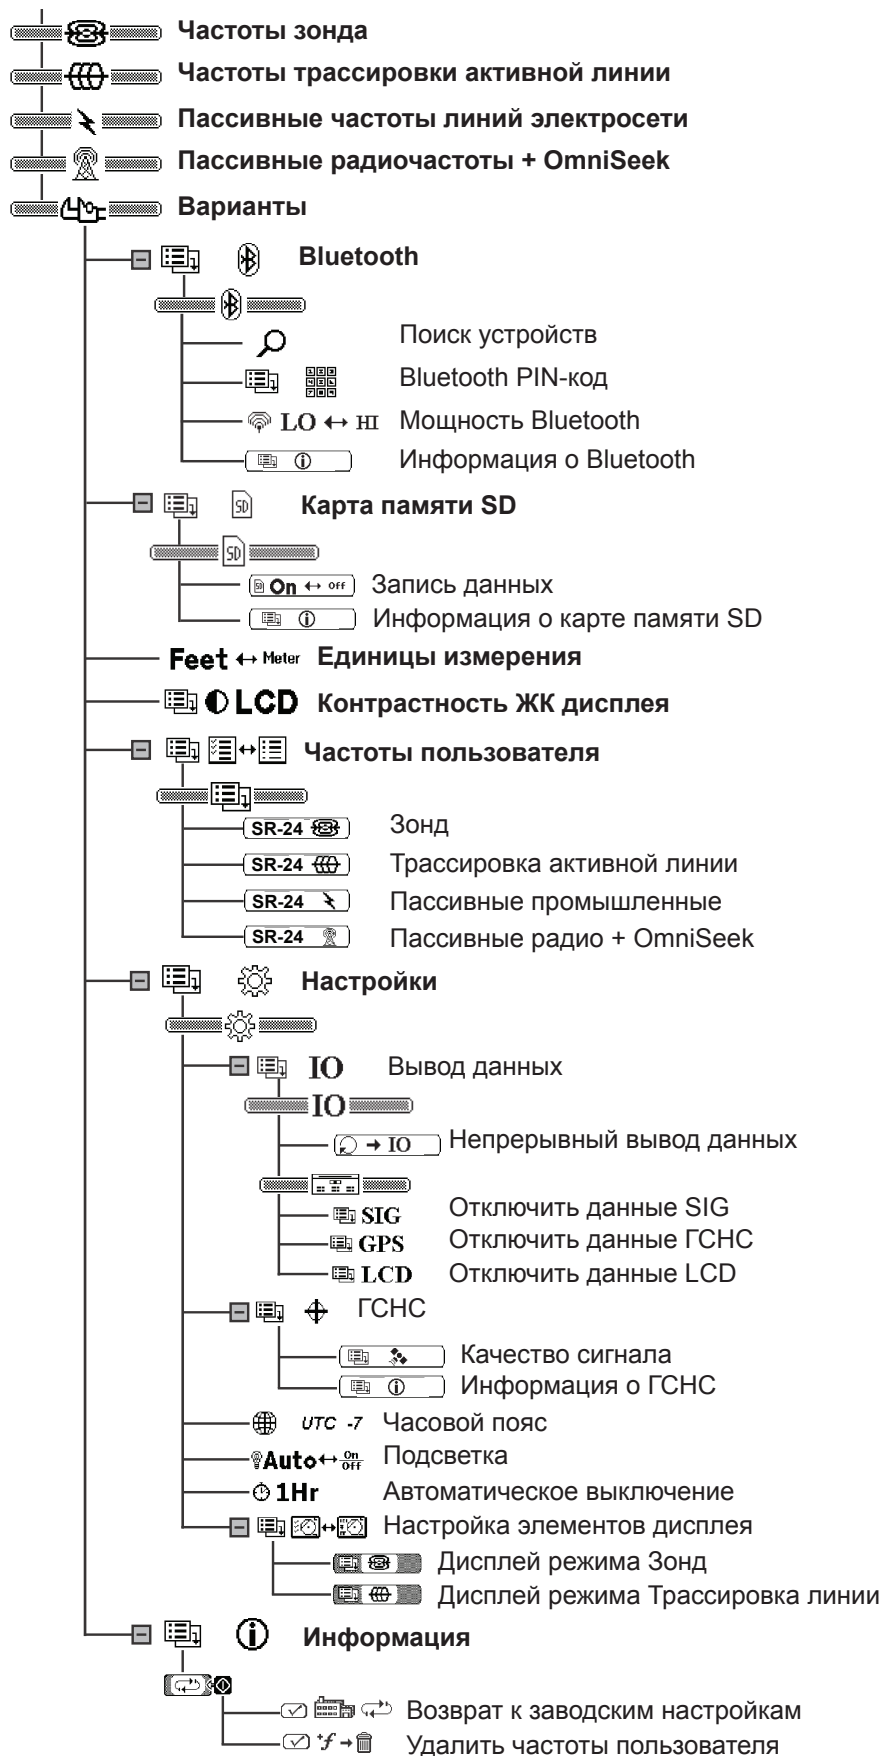 Частоты зонда
Частоты трассировки активной линии
Пассивные частоты линий электросети
Пассивные радиочастоты + OmniSeek
Варианты
Bluetooth
Поиск устройств
Bluetooth PIN-код
LO ↔ HI Мощность Bluetooth
Информация о Bluetooth
SD Карта памяти SD
SD
On ↔ Off Запись данных
Информация о карте памяти SD
Feet ↔ Meter Единицы измерения
LCD Контрастность ЖК дисплея
Частоты пользователя
SR-24 Зонд
SR-24 Трассировка активной линии
SR-24 Пассивные промышленные
SR-24 Пассивные радио + OmniSeek
Настройки
IO Вывод данных
IO
→ IO Непрерывный вывод данных
SIG Отключить данные SIG
GPS Отключить данные ГСНС
LCD Отключить данные LCD
ГСНС
Качество сигнала
Информация о ГСНС
UTC -7 Часовой пояс
Auto ↔ On Off Подсветка
1Hr Автоматическое выключение
Настройка элементов дисплея
Дисплей режима Зонд
Дисплей режима Трассировка линии
Информация
Возврат к заводским настройкам
+f → Удалить частоты пользователя